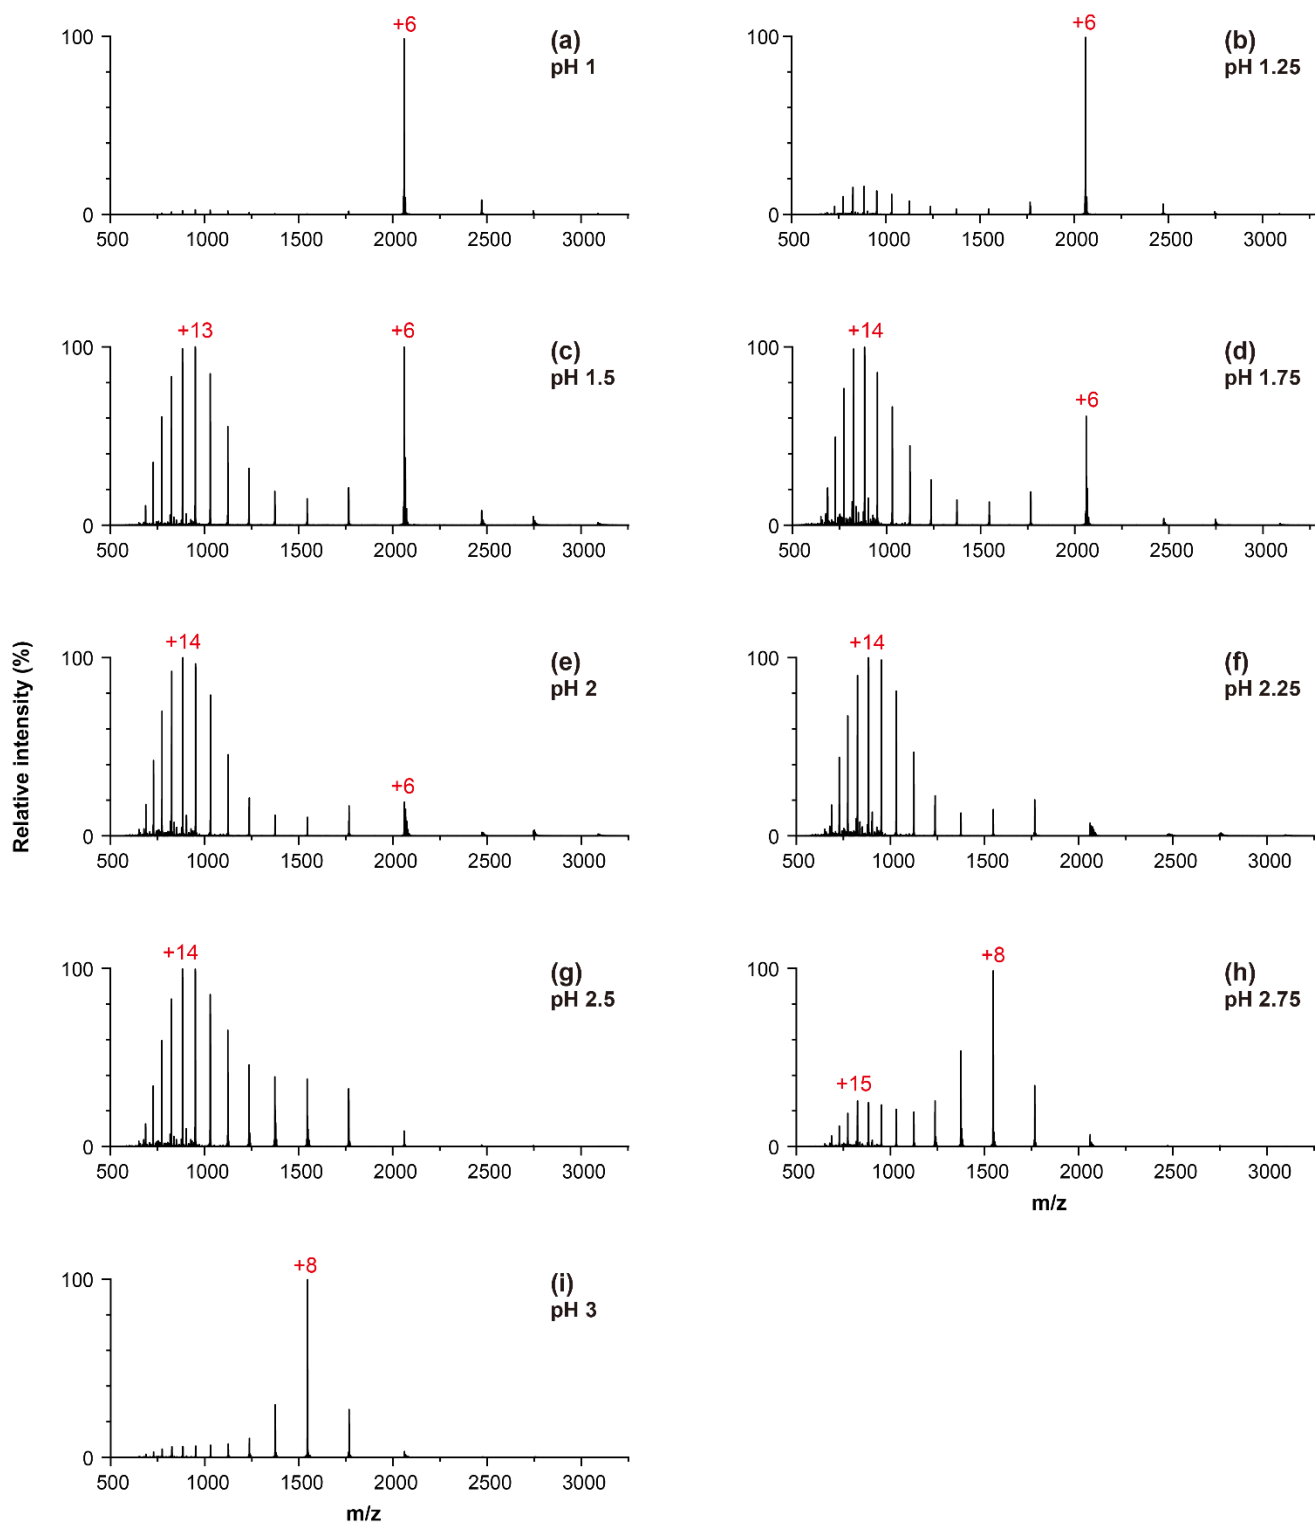 +6
(a)
pH 1
100
0
500 1000 1500 2000 2500 3000
+6
(b)
pH 1.25
100
0
500 1000 1500 2000 2500 3000
+13 +6
(c)
pH 1.5
100
0
500 1000 1500 2000 2500 3000
+14
+6
(d)
pH 1.75
100
0
500 1000 1500 2000 2500 3000
Relative intensity (%)
+14
+6
(e)
pH 2
100
0
500 1000 1500 2000 2500 3000
+14
(f)
pH 2.25
100
0
500 1000 1500 2000 2500 3000
+14
(g)
pH 2.5
100
0
500 1000 1500 2000 2500 3000
+8
+15
(h)
pH 2.75
100
0
500 1000 1500 2000 2500 3000
m/z
+8
(i)
pH 3
100
0
500 1000 1500 2000 2500 3000
m/z